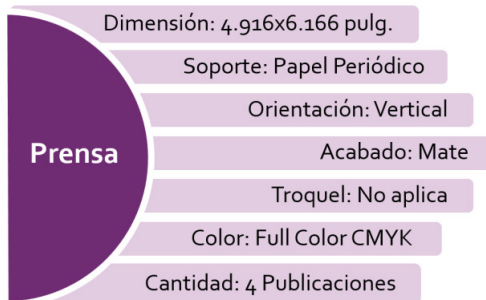 Dimensión: 4.916x6.166 pulg.
Soporte: Papel Periódico
Orientación: Vertical
Prensa
Acabado: Mate
Troquel: No aplica
Color: Full Color CMYK
Cantidad: 4 Publicaciones